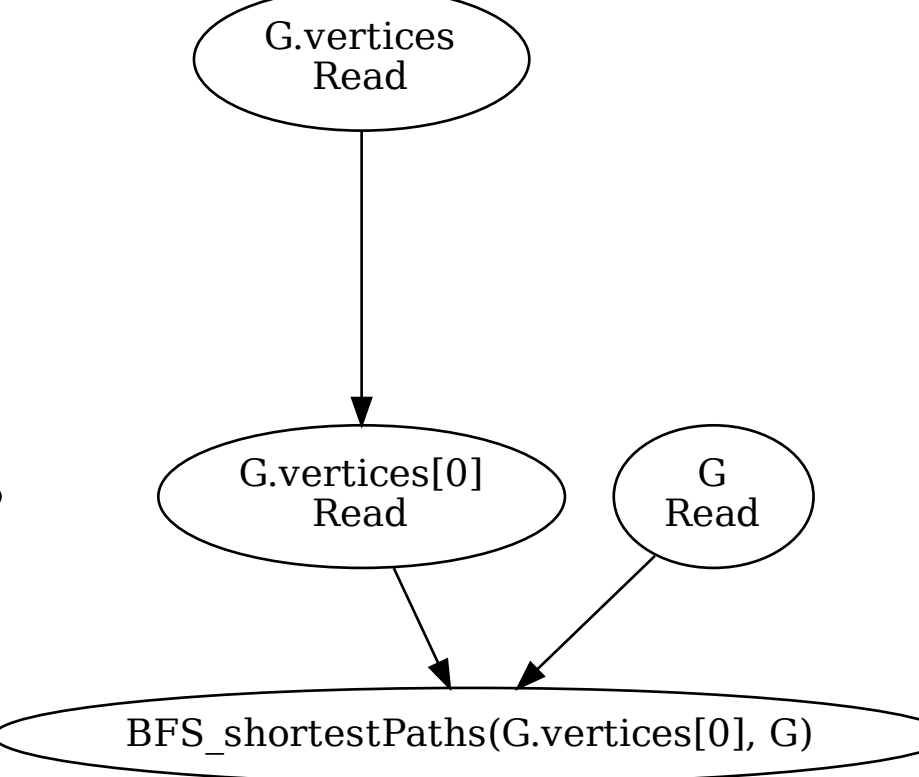 G.vertices
Read
G.vertices[0]
Read
G
Read
BFS_shortestPaths(G.vertices[0], G)